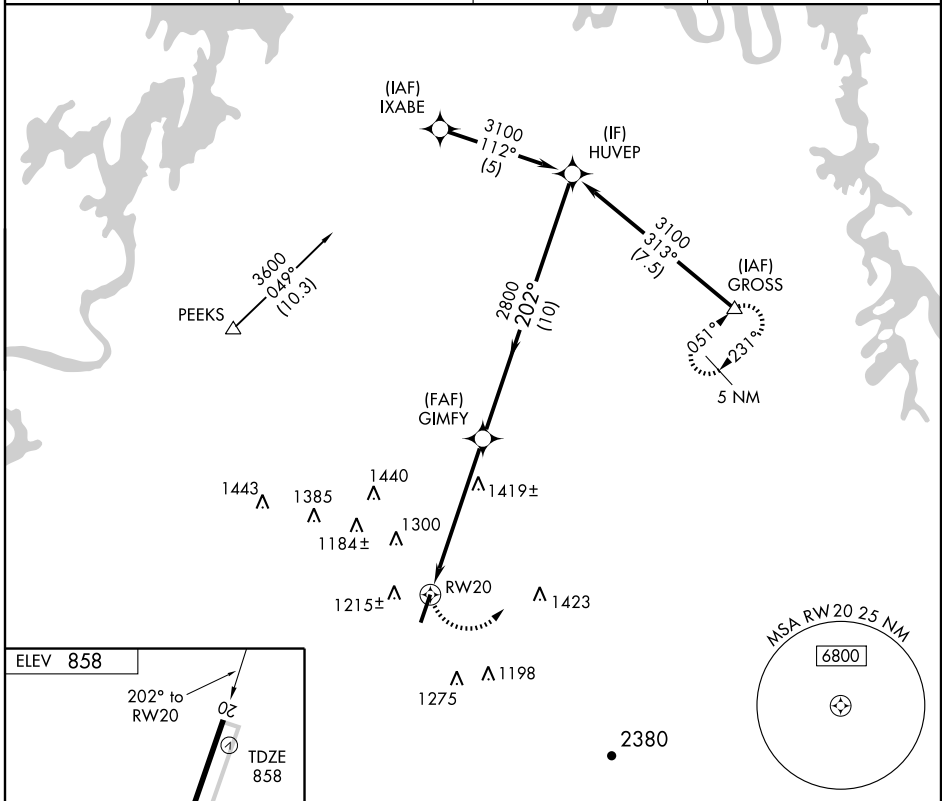 (IAF)
IXABE
3100
112°
(5)
(IF)
HUVEP
3100
313°
(7.5)
(IAF)
GROSS
051°
231°
5 NM
3600
049°
(10.3)
PEEKS
2800
202°
(10)
(FAF)
GIMFY
1443
1385
1440
1419±
1184±
1300
1215±
RW20
1423
1275
1198
2380
MSA RW 20 25 NM
6800
ELEV 858
202° to
RW20
20
TDZE
858